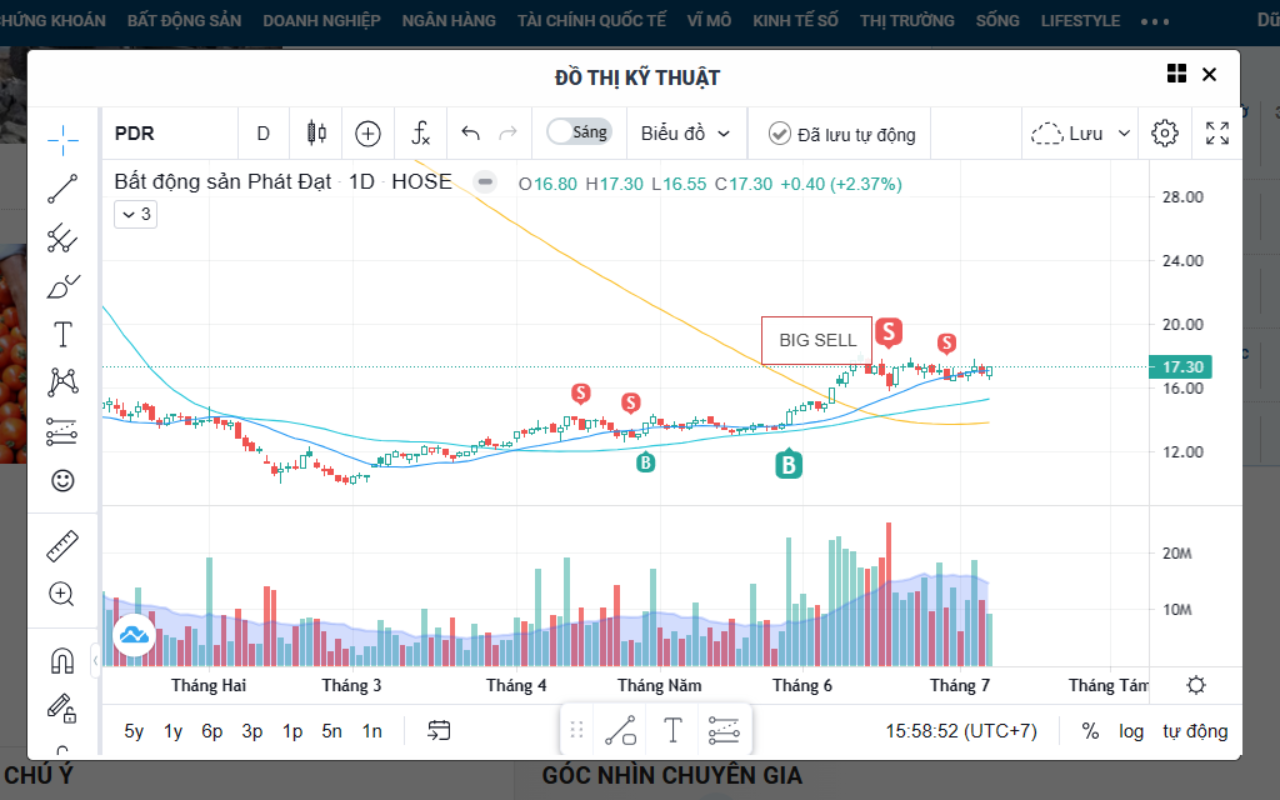 HỨNG KHOÁN BẤT ĐỘNG SẢN DOANH NGHIỆP NGÂN HÀNG TÀI CHÍNH QUỐC TẾ VĨ MÔ KINH TẾ SỐ THỊ TRƯỜNG SỐNG LIFESTYLE ••• Dữ
ĐỒ THỊ KỸ THUẬT
PDR D Sáng Biểu đồ Đã lưu tự động Lưu
Bất động sản Phát Đạt · 1D · HOSE O16.80 H17.30 L16.55 C17.30 +0.40 (+2.37%)
3
28.00
24.00
20.00
17.30
16.00
12.00
BIG SELL
S
S
S
S
B
B
20M
10M
Tháng Hai Tháng 3 Tháng 4 Tháng Năm Tháng 6 Tháng 7 Tháng Tám
5y 1y 6p 3p 1p 5n 1n T 15:58:52 (UTC+7) % log tự động
CHÚ Ý GÓC NHÌN CHUYÊN GIA